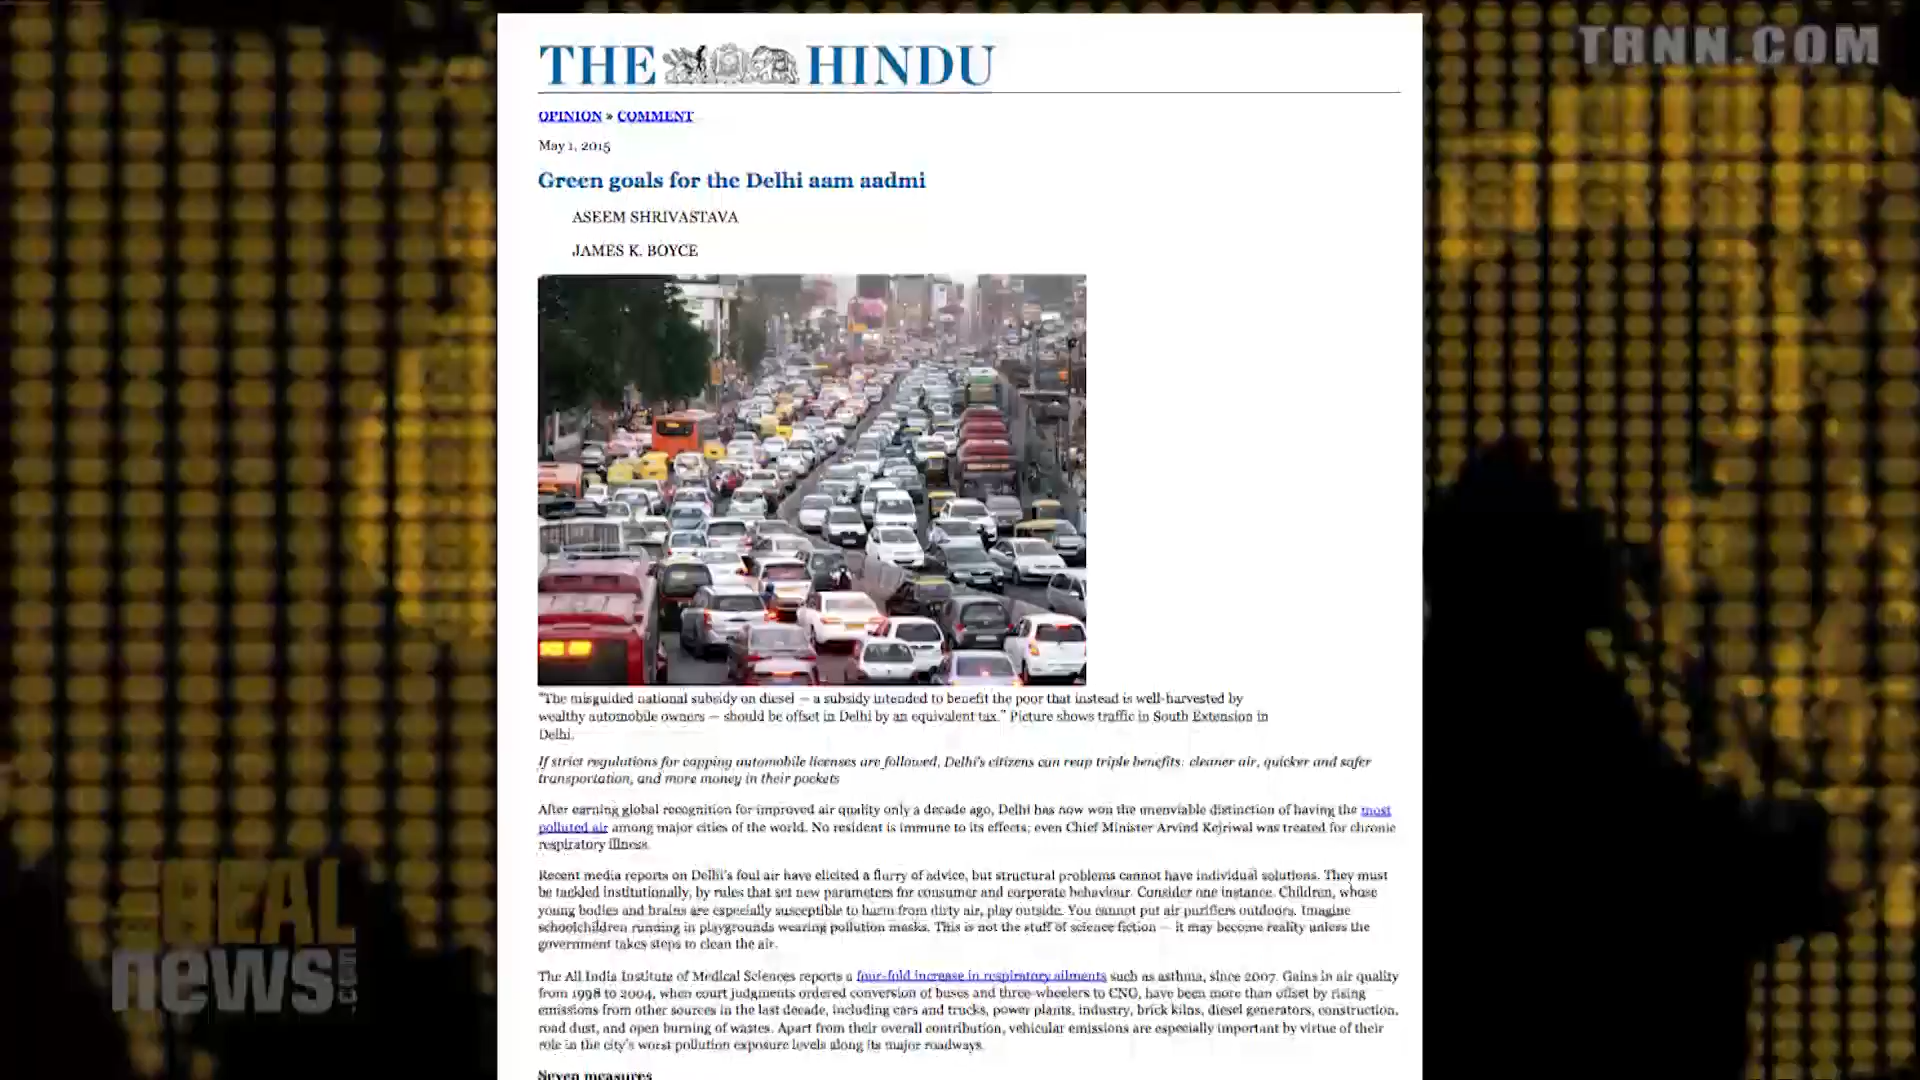 TRNN.COM
THE HINDU
OPINION » COMMENT
May 1, 2015
Green goals for the Delhi aam aadmi
ASEEM SHRIVASTAVA
JAMES K. BOYCE
"The misguided national subsidy on diesel — a subsidy intended to benefit the poor that instead is well-harvested by
wealthy automobile owners — should be offset in Delhi by an equivalent tax." Picture shows traffic in South Extension in
Delhi.
If strict regulations for capping automobile licenses are followed, Delhi's citizens can reap triple benefits: cleaner air, quicker and safer
transportation, and more money in their pockets
After earning global recognition for improved air quality only a decade ago, Delhi has now won the unenviable distinction of having the most
polluted air among major cities of the world. No resident is immune to its effects; even Chief Minister Arvind Kejriwal was treated for chronic
respiratory illness.
Recent media reports on Delhi's foul air have elicited a flurry of advice, but structural problems cannot have individual solutions. They must
be tackled institutionally, by rules that set new parameters for consumer and corporate behaviour. Consider one instance. Children, whose
young bodies and brains are especially susceptible to harm from dirty air, play outside. You cannot put air purifiers outdoors. Imagine
schoolchildren running in playgrounds wearing pollution masks. This is not the stuff of science fiction — it may become reality unless the
government takes steps to clean the air.
The All India Institute of Medical Sciences reports a four-fold increase in respiratory ailments such as asthma, since 2007. Gains in air quality
from 1998 to 2004, when court judgments ordered conversion of buses and three-wheelers to CNG, have been more than offset by rising
emissions from other sources in the last decade, including cars and trucks, power plants, industry, brick kilns, diesel generators, construction,
road dust, and open burning of wastes. Apart from their overall contribution, vehicular emissions are especially important by virtue of their
role in the city's worst pollution exposure levels along its major roadways.
Seven measures
the REAL
news.com